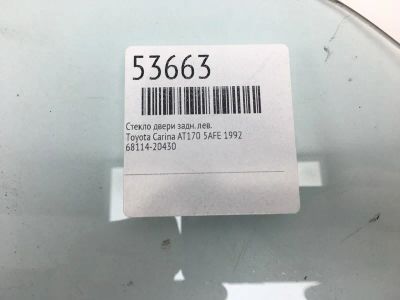 53663
Стекло двери задн. лев.
Toyota Carina AT170 5AFE 1992
68114-20430